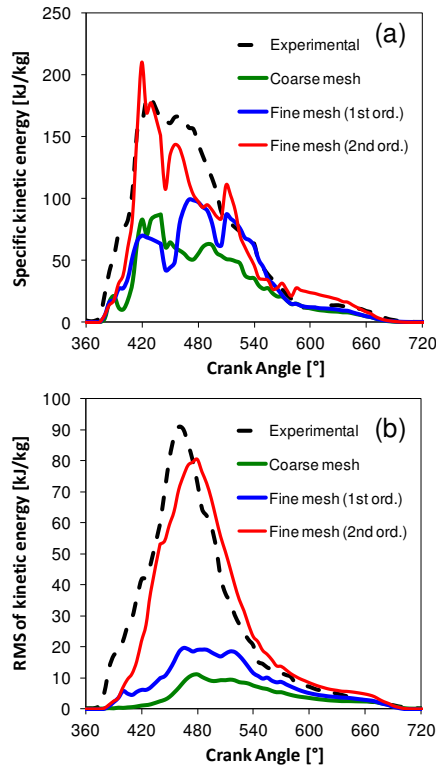 (a)
Specific kinetic energy [kJ/kg]
250
200
150
100
50
0
Experimental
Coarse mesh
Fine mesh (1st ord.)
Fine mesh (2nd ord.)
360 420 480 540 600 660 720
Crank Angle [°]
(b)
RMS of kinetic energy [kJ/kg]
100
90
80
70
60
50
40
30
20
10
0
Experimental
Coarse mesh
Fine mesh (1st ord.)
Fine mesh (2nd ord.)
360 420 480 540 600 660 720
Crank Angle [°]